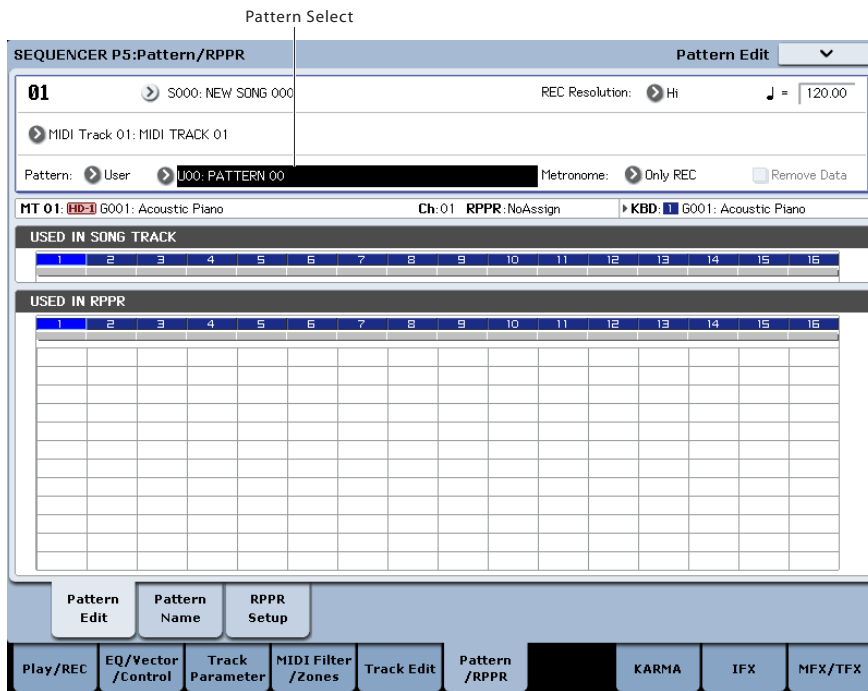 Pattern Select
SEQUENCER P5:Pattern/RPPR Pattern Edit
01 S000: NEW SONG 000 REC Resolution: Hi ♩ = 120.00
MIDI Track 01: MIDI TRACK 01
Pattern: User U00: PATTERN 00 Metronome: Only REC Remove Data
MT 01: HD-1 G001: Acoustic Piano Ch:01 RPPR:NoAssign KBD: 1 G001: Acoustic Piano
USED IN SONG TRACK
1 2 3 4 5 6 7 8 9 10 11 12 13 14 15 16
USED IN RPPR
1 2 3 4 5 6 7 8 9 10 11 12 13 14 15 16
Pattern Edit Pattern Name RPPR Setup
Play/REC EQ/Vector/Control Track Parameter MIDI Filter/Zones Track Edit Pattern/RPPR KARMA IFX MFX/TFX